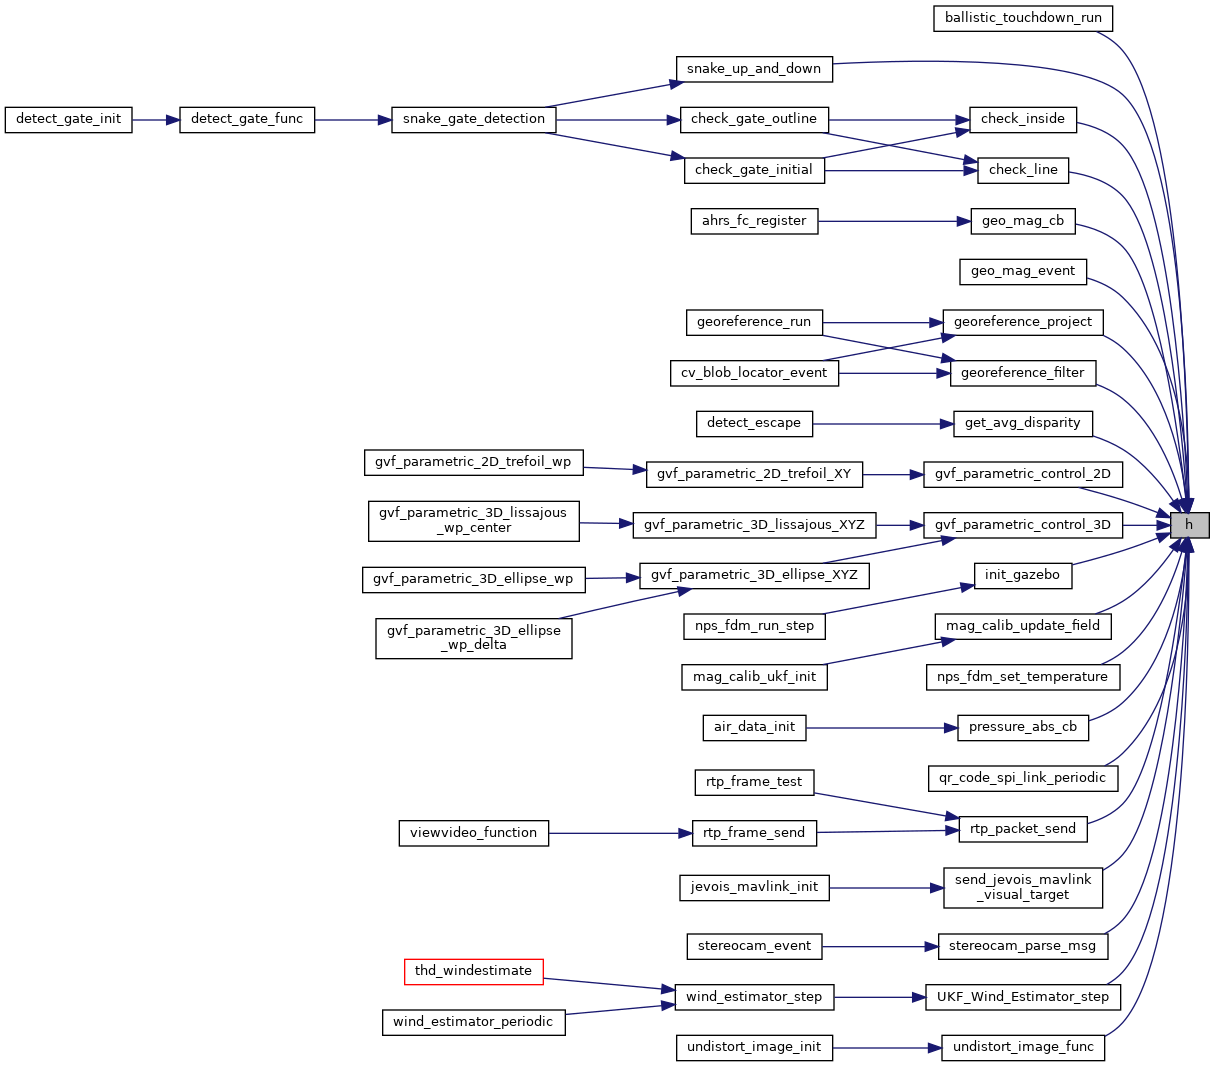 ballistic_touchdown_run
snake_up_and_down
detect_gate_init
detect_gate_func
snake_gate_detection
check_gate_outline
check_inside
check_gate_initial
check_line
ahrs_fc_register
geo_mag_cb
geo_mag_event
georeference_run
georeference_project
cv_blob_locator_event
georeference_filter
detect_escape
get_avg_disparity
gvf_parametric_2D_trefoil_wp
gvf_parametric_2D_trefoil_XY
gvf_parametric_control_2D
gvf_parametric_3D_lissajous
_wp_center
gvf_parametric_3D_lissajous_XYZ
gvf_parametric_control_3D
h
gvf_parametric_3D_ellipse_wp
gvf_parametric_3D_ellipse_XYZ
init_gazebo
gvf_parametric_3D_ellipse
_wp_delta
nps_fdm_run_step
mag_calib_update_field
mag_calib_ukf_init
nps_fdm_set_temperature
air_data_init
pressure_abs_cb
qr_code_spi_link_periodic
rtp_frame_test
viewvideo_function
rtp_frame_send
rtp_packet_send
jevois_mavlink_init
send_jevois_mavlink
_visual_target
stereocam_event
stereocam_parse_msg
thd_windestimate
wind_estimator_step
UKF_Wind_Estimator_step
wind_estimator_periodic
undistort_image_init
undistort_image_func